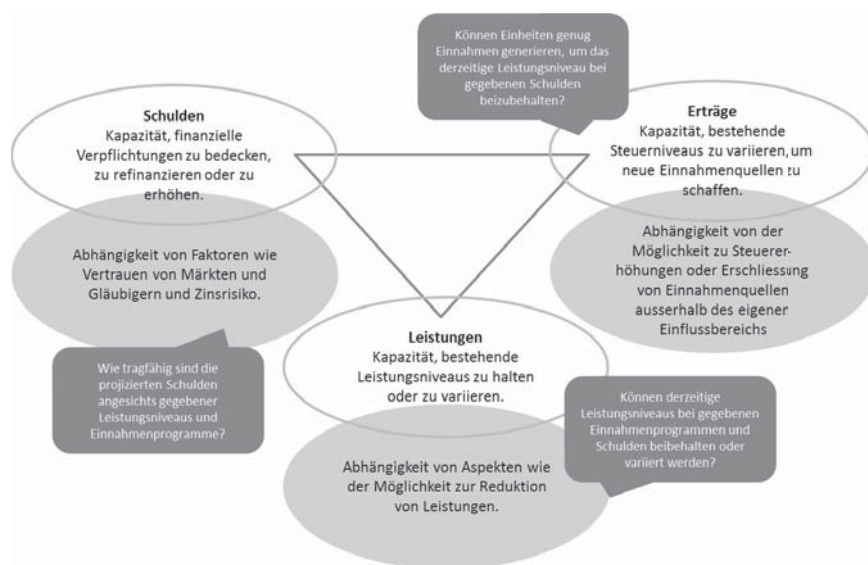 Können Einheiten genug
Einnahmen generieren, um das
derzeitige Leistungsniveau bei
gegebenen Schulden
beizubehalten?
Schulden
Kapazität, finanzielle
Verpflichtungen zu bedecken,
zu refinanzieren oder zu
erhöhen.
Erträge
Kapazität, bestehende
Steuerniveaus zu variieren, um
neue Einnahmenquellen zu
schaffen.
Abhängigkeit von Faktoren wie
Vertrauen von Märkten und
Gläubigern und Zinsrisiko.
Abhängigkeit von der
Möglichkeit zu Steuerer-
höhungen oder Erschliessung
von Einnahmenquellen
ausserhalb des eigenen
Einflussbereichs
Leistungen
Kapazität, bestehende
Leistungsniveaus zu halten
oder zu variieren.
Wie tragfähig sind die
projizierten Schulden
angesichts gegebener
Leistungsniveaus und
Einnahmenprogramme?
Können derzeitige
Leistungsniveaus bei gegebenen
Einnahmenprogrammen und
Schulden beibehalten oder
variiert werden?
Abhängigkeit von Aspekten wie
der Möglichkeit zur Reduktion
von Leistungen.